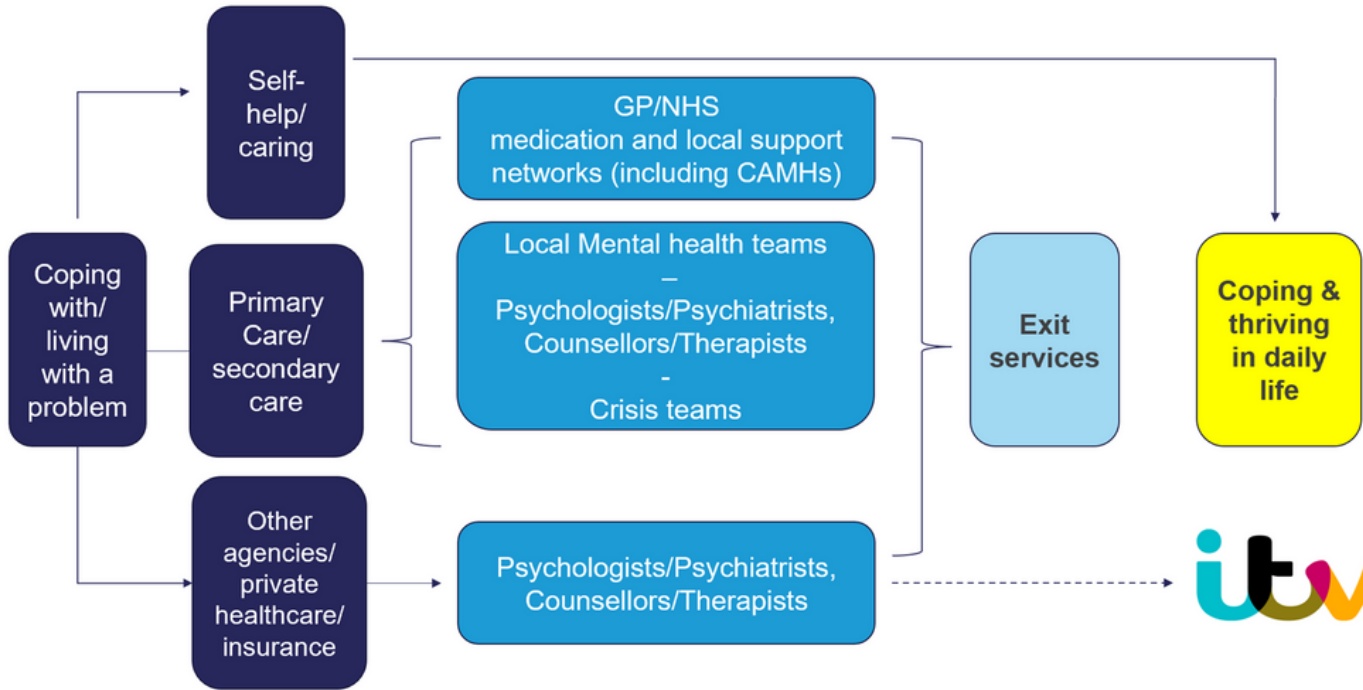 Self-
help/
caring
GP/NHS
medication and local support
networks (including CAMHs)
Coping
with/
living
with a
problem
Primary
Care/
secondary
care
Local Mental health teams
–
Psychologists/Psychiatrists,
Counsellors/Therapists
-
Crisis teams
Exit
services
Coping &
thriving
in daily
life
Other
agencies/
private
healthcare/
insurance
Psychologists/Psychiatrists,
Counsellors/Therapists
itv